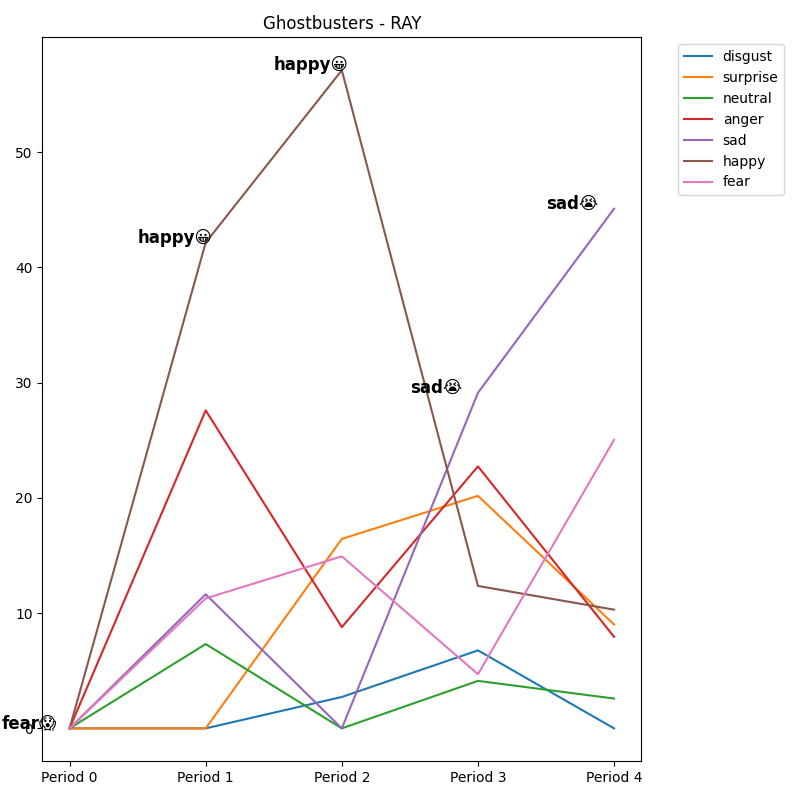 Ghostbusters - RAY
happy😀
happy😀
sad😭
sad😭
fear😱
50
40
30
20
10
0
Period 0
Period 1
Period 2
Period 3
Period 4
disgust
surprise
neutral
anger
sad
happy
fear